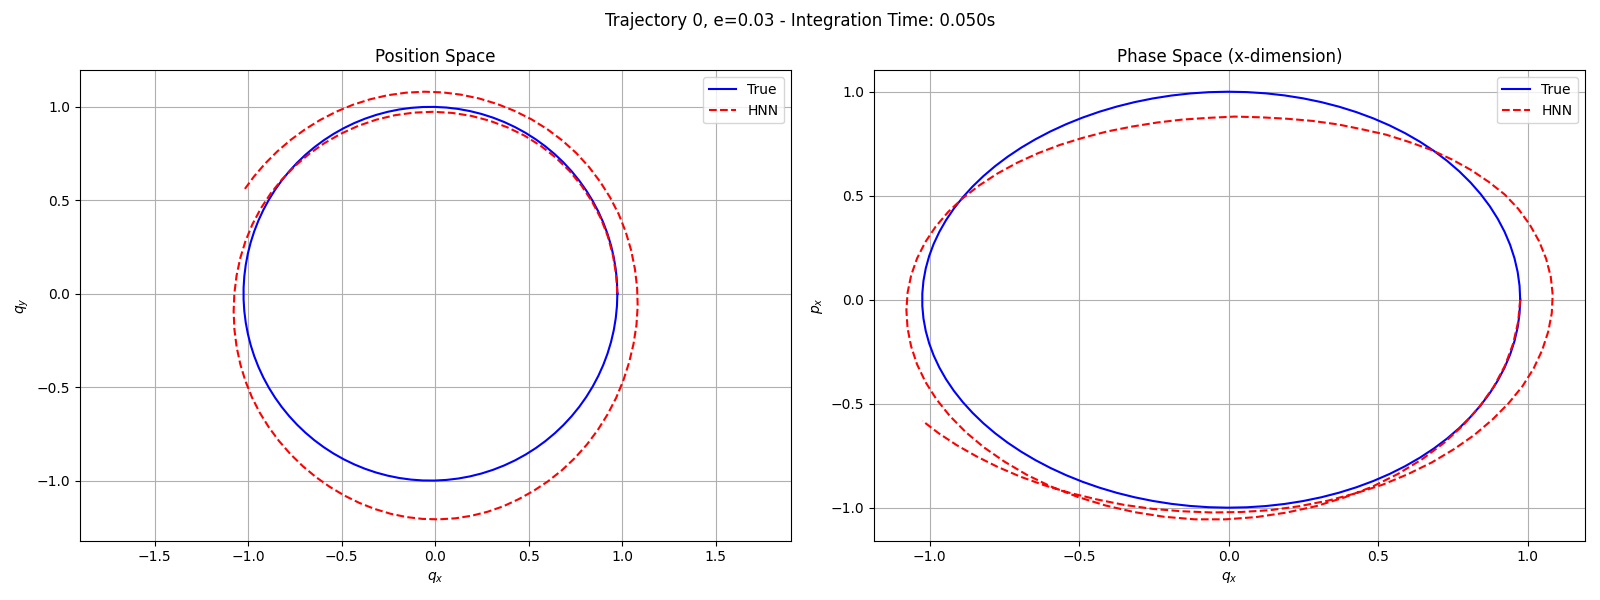 Trajectory 0, e=0.03 - Integration Time: 0.050s
Position Space
True
HNN
1.0
0.5
0.0
−0.5
−1.0
q_y
−1.5
−1.0
−0.5
0.0
0.5
1.0
1.5
q_x
Phase Space (x-dimension)
True
HNN
1.0
0.5
0.0
−0.5
−1.0
p_x
−1.0
−0.5
0.0
0.5
1.0
q_x